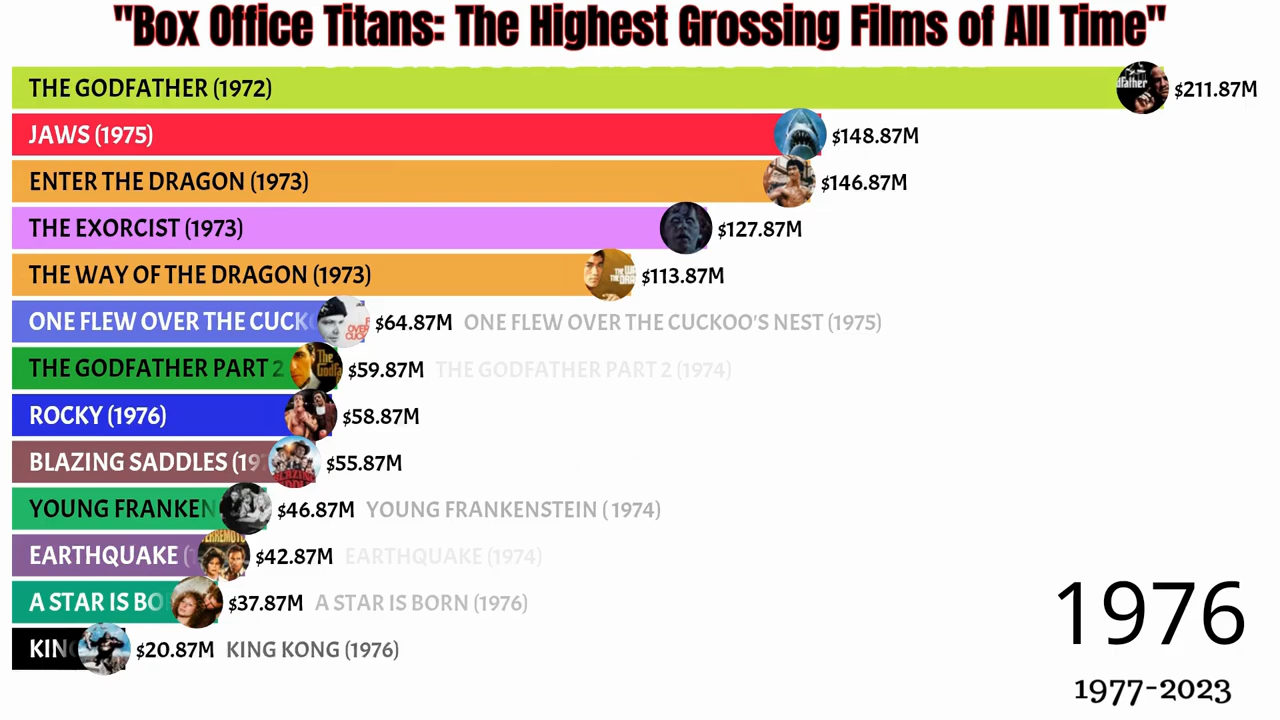 "Box Office Titans: The Highest Grossing Films of All Time"
THE GODFATHER (1972) $211.87M
JAWS (1975) $148.87M
ENTER THE DRAGON (1973) $146.87M
THE EXORCIST (1973) $127.87M
THE WAY OF THE DRAGON (1973) $113.87M
ONE FLEW OVER THE CUCK $64.87M ONE FLEW OVER THE CUCKOO'S NEST (1975)
THE GODFATHER PART 2 $59.87M THE GODFATHER PART 2 (1974)
ROCKY (1976) $58.87M
BLAZING SADDLES (197 $55.87M
YOUNG FRANKEN $46.87M YOUNG FRANKENSTEIN ( 1974)
EARTHQUAKE (1 $42.87M EARTHQUAKE (1974)
A STAR IS BO $37.87M A STAR IS BORN (1976)
KIN $20.87M KING KONG (1976)
1976
1977-2023